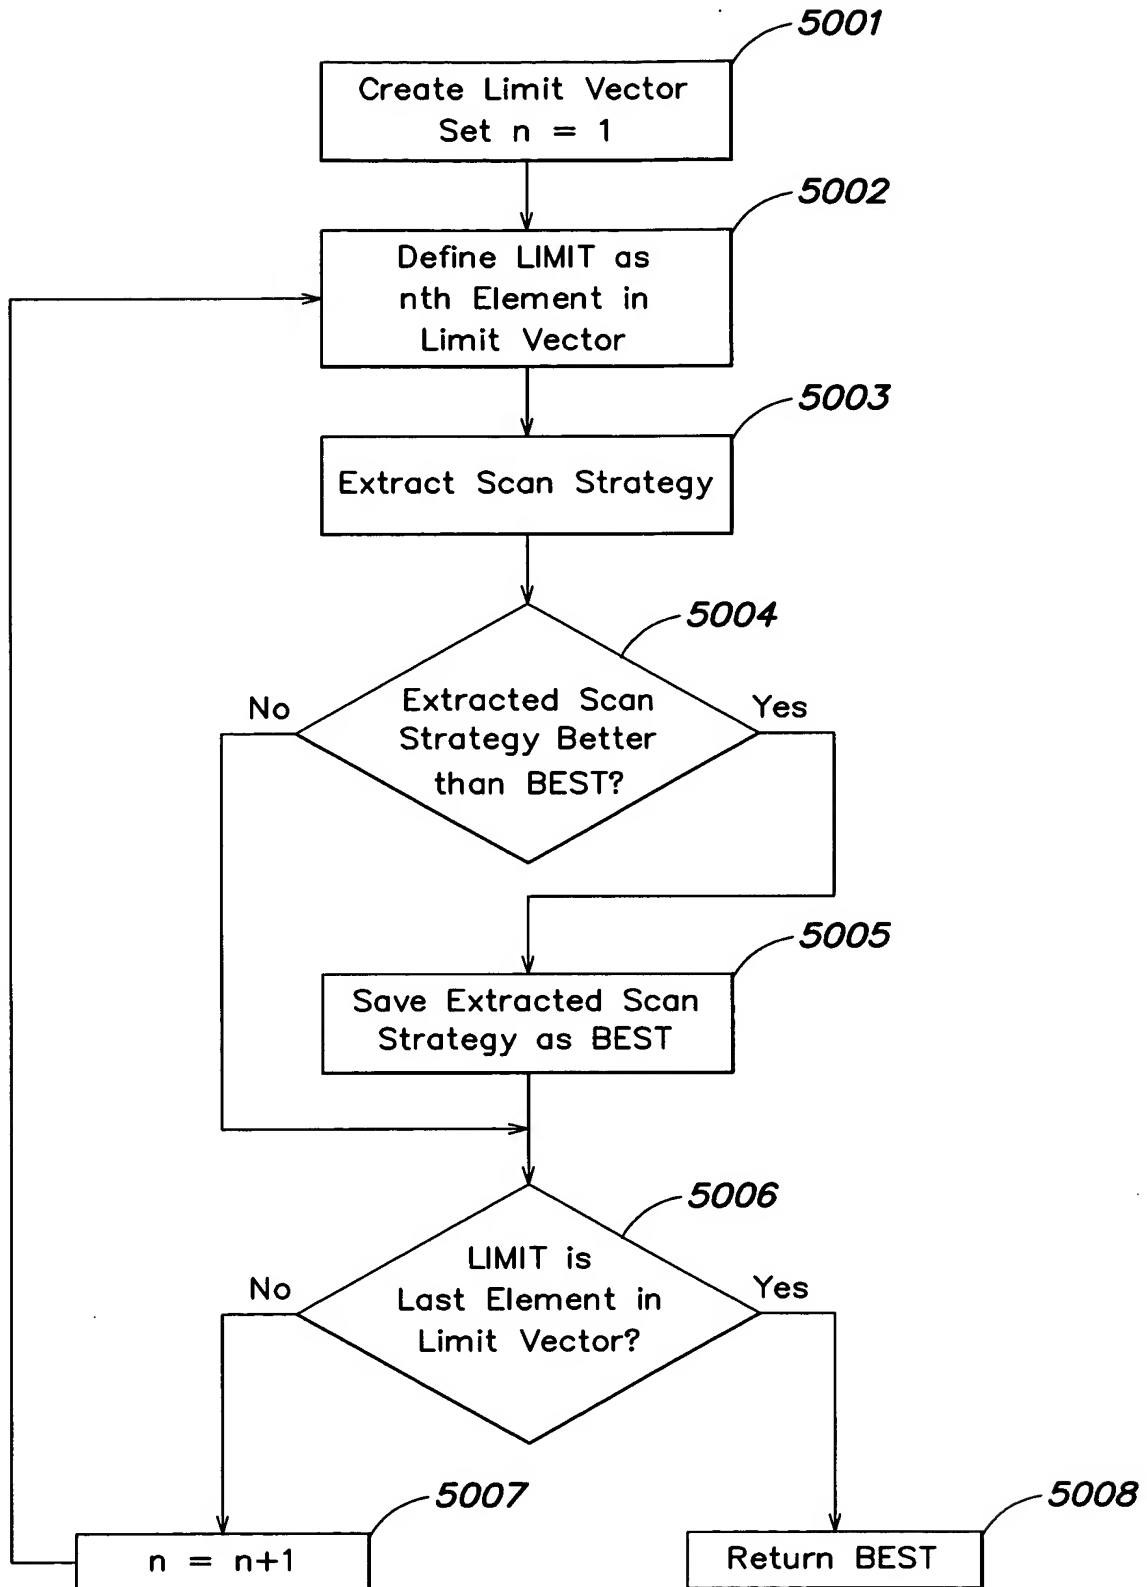 5001
Create Limit Vector
Set n = 1
5002
Define LIMIT as
nth Element in
Limit Vector
5003
Extract Scan Strategy
5004
No
Extracted Scan
Strategy Better
than BEST?
Yes
5005
Save Extracted Scan
Strategy as BEST
5006
No
LIMIT is
Last Element in
Limit Vector?
Yes
5007
n = n+1
5008
Return BEST